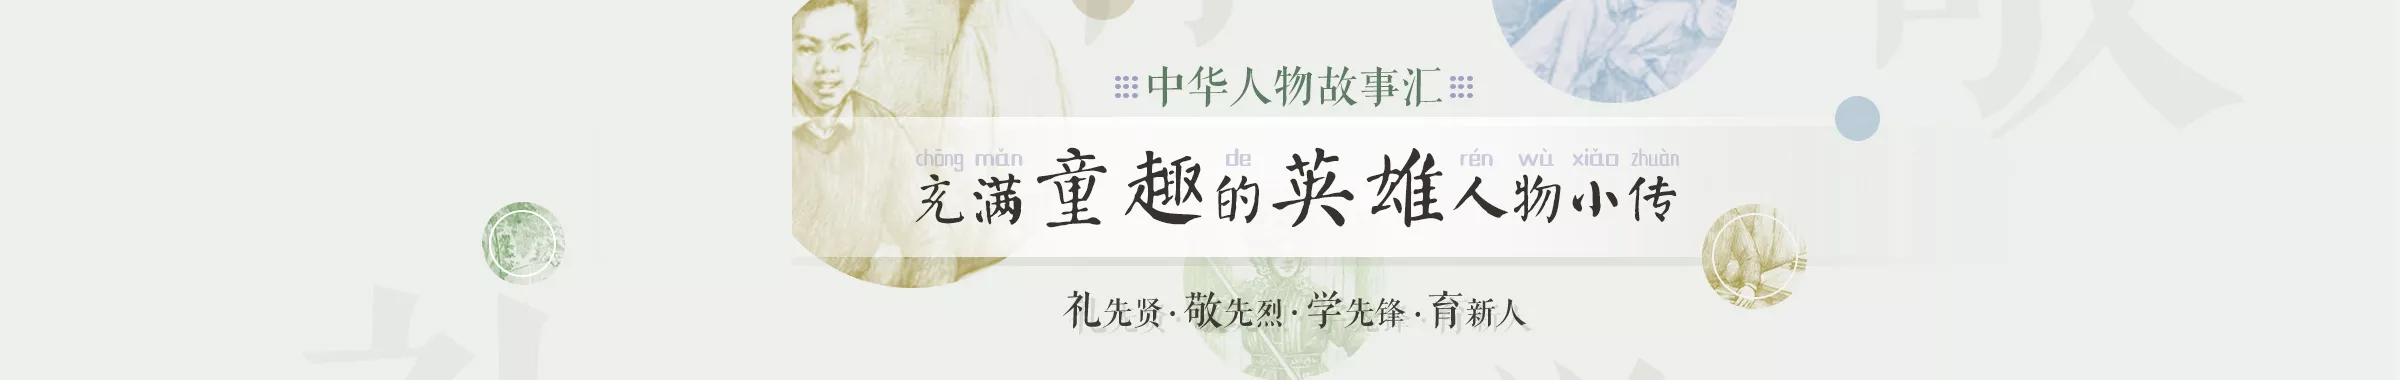 中华人物故事汇
chōng mǎn de rén wù xiǎo zhuàn
充满童趣的英雄人物小传
礼先贤·敬先烈·学先锋·育新人